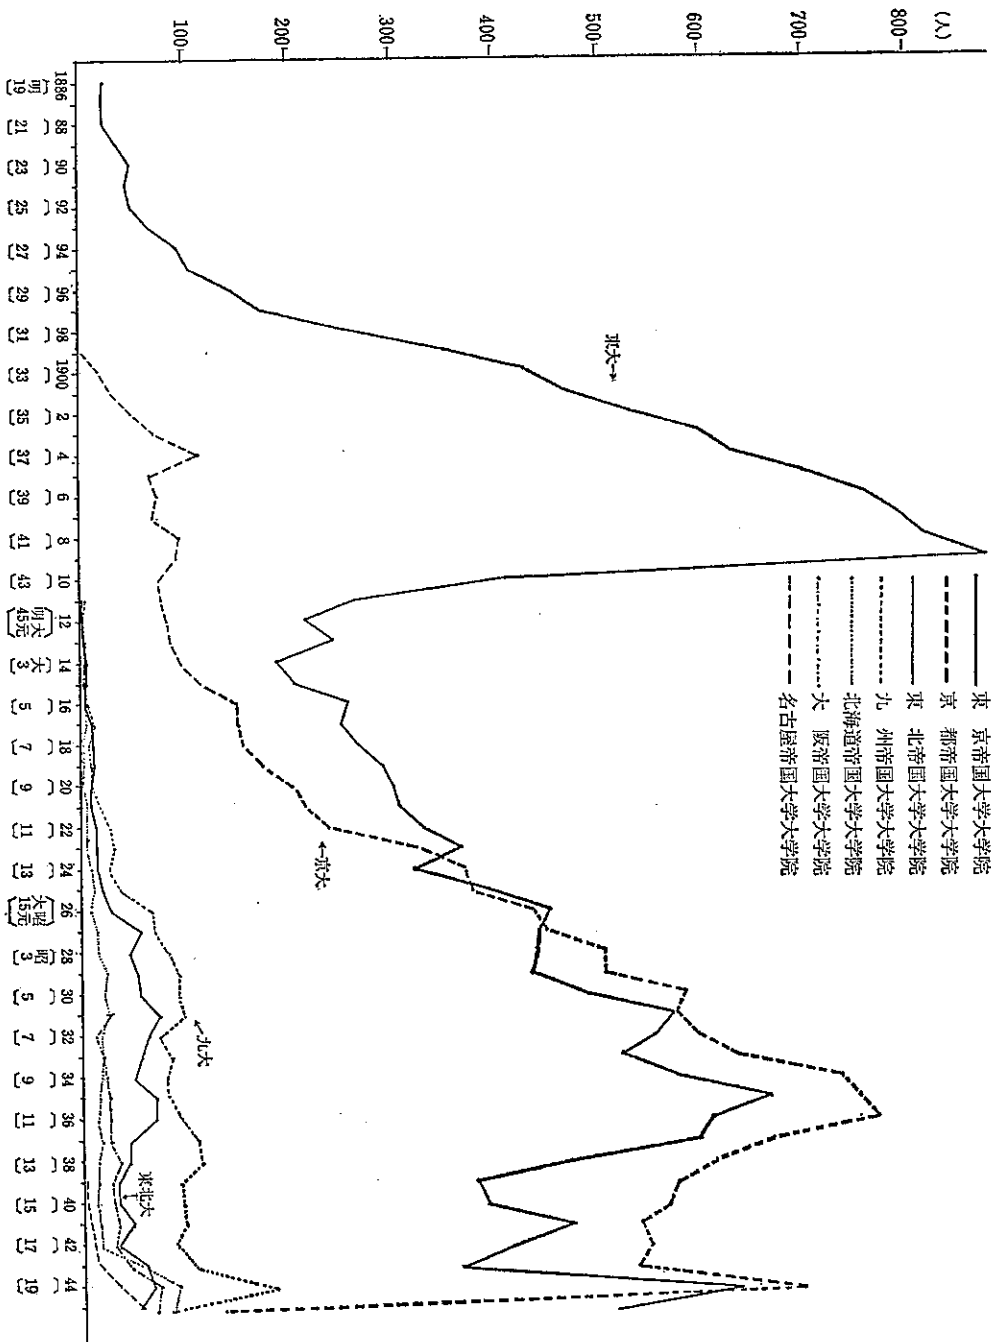 (人)
800
700
600
500
400
300
200
100
東京帝国大学大学院
京都帝国大学大学院
東北帝国大学大学院
九州帝国大学大学院
北海道帝国大学大学院
大阪帝国大学大学院
名古屋帝国大学大学院
東大→
←京大
←九大
東北大
1886 88 90 92 94 96 98 1900 2 4 6 8 10 12 14 16 18 20 22 24 26 28 30 32 34 36 38 40 42 44
〔明19〕 〔21〕 〔23〕 〔25〕 〔27〕 〔29〕 〔31〕 〔33〕 〔35〕 〔37〕 〔39〕 〔41〕 〔43〕 〔明45大元〕 〔大3〕 〔5〕 〔7〕 〔9〕 〔11〕 〔13〕 〔大15昭元〕 〔昭3〕 〔5〕 〔7〕 〔9〕 〔11〕 〔13〕 〔15〕 〔17〕 〔19〕